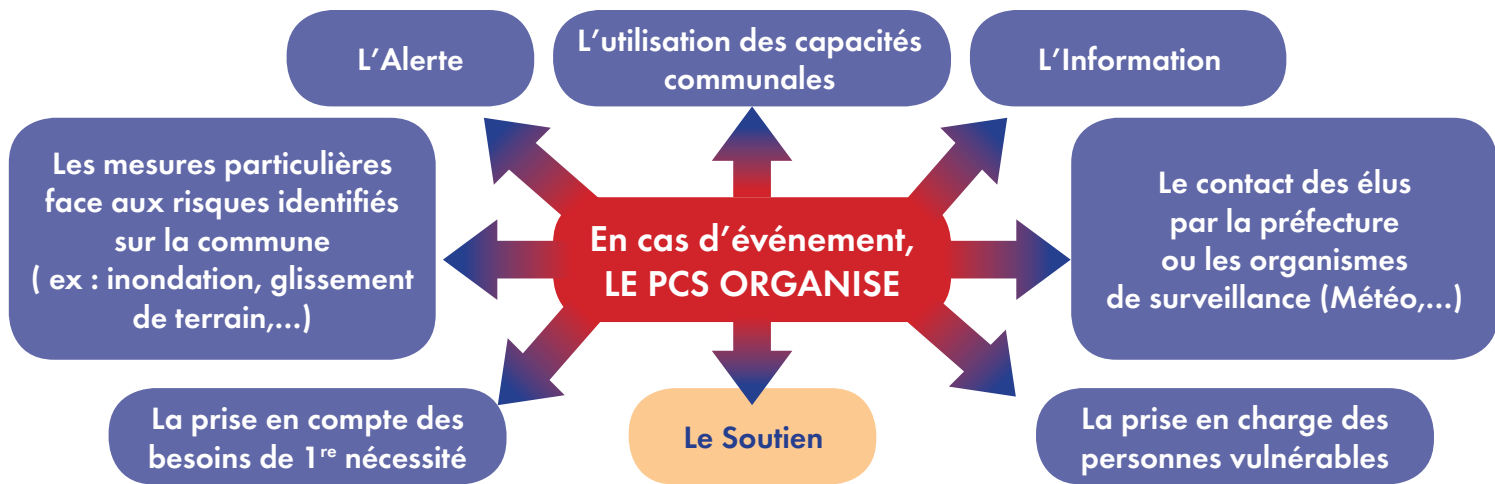 L’Alerte
L’utilisation des capacités
communales
L’Information
Les mesures particulières
face aux risques identifiés
sur la commune
( ex : inondation, glissement
de terrain,...)
En cas d’événement,
LE PCS ORGANISE
Le contact des élus
par la préfecture
ou les organismes
de surveillance (Météo,...)
La prise en compte des
besoins de 1re nécessité
Le Soutien
La prise en charge des
personnes vulnérables